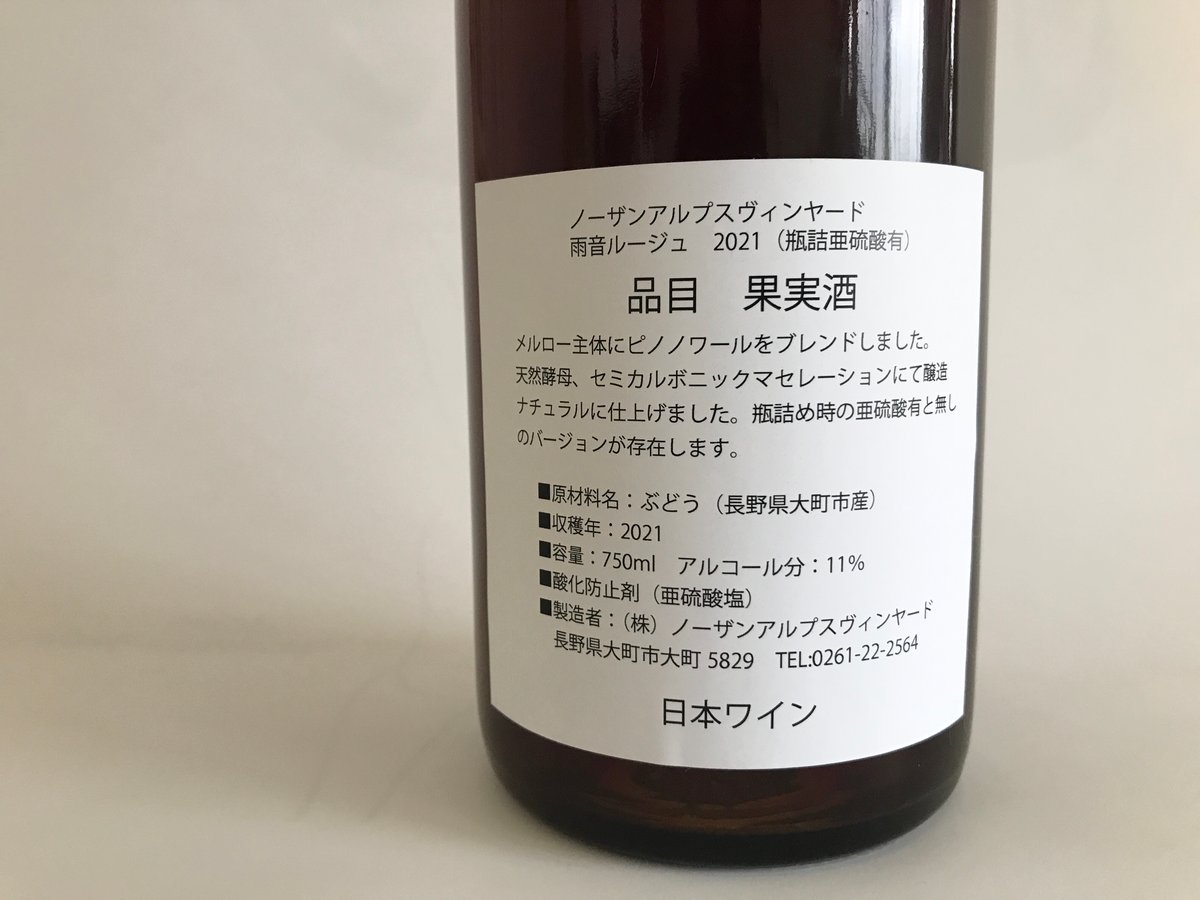 ノーザンアルプスヴィンヤード
雨音ルージュ　2021（瓶詰亜硫酸有）
品目　果実酒
メルロー主体にピノノワールをブレンドしました。
天然酵母、セミカルボニックマセレーションにて醸造
ナチュラルに仕上げました。瓶詰め時の亜硫酸有と無し
のバージョンが存在します。
■原材料名：ぶどう（長野県大町市産）
■収穫年：2021
■容量：750ml　アルコール分：11%
■酸化防止剤（亜硫酸塩）
■製造者：（株）ノーザンアルプスヴィンヤード
長野県大町市大町 5829　TEL:0261-22-2564
日本ワイン